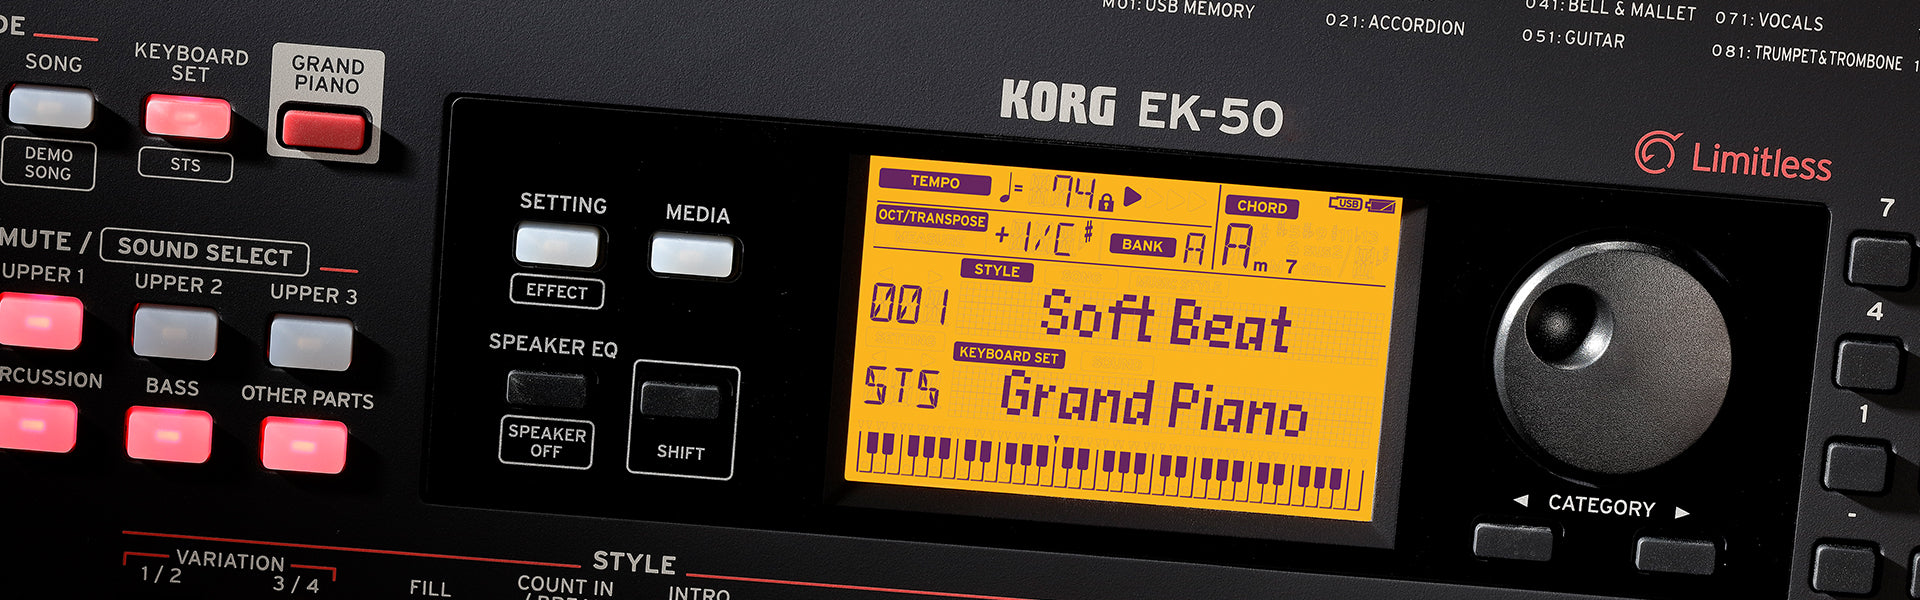 M01: USB MEMORY
021: ACCORDION
041: BELL & MALLET
051: GUITAR
071: VOCALS
081: TRUMPET & TROMBONE
DE
SONG
DEMO
SONG
KEYBOARD
SET
STS
GRAND
PIANO
KORG EK-50
Limitless
MUTE / SOUND SELECT
UPPER 1
UPPER 2
UPPER 3
RCUSSION
BASS
OTHER PARTS
SETTING
EFFECT
MEDIA
SPEAKER EQ
SPEAKER
OFF
SHIFT
TEMPO ♩= 74
OCT/TRANSPOSE +1/C#
BANK A
CHORD
Am7
USB
STYLE
001 Soft Beat
KEYBOARD SET
STS Grand Piano
◄ CATEGORY ►
7
4
1
-
VARIATION
1 / 2
3 / 4
STYLE
FILL
COUNT IN
INTRO